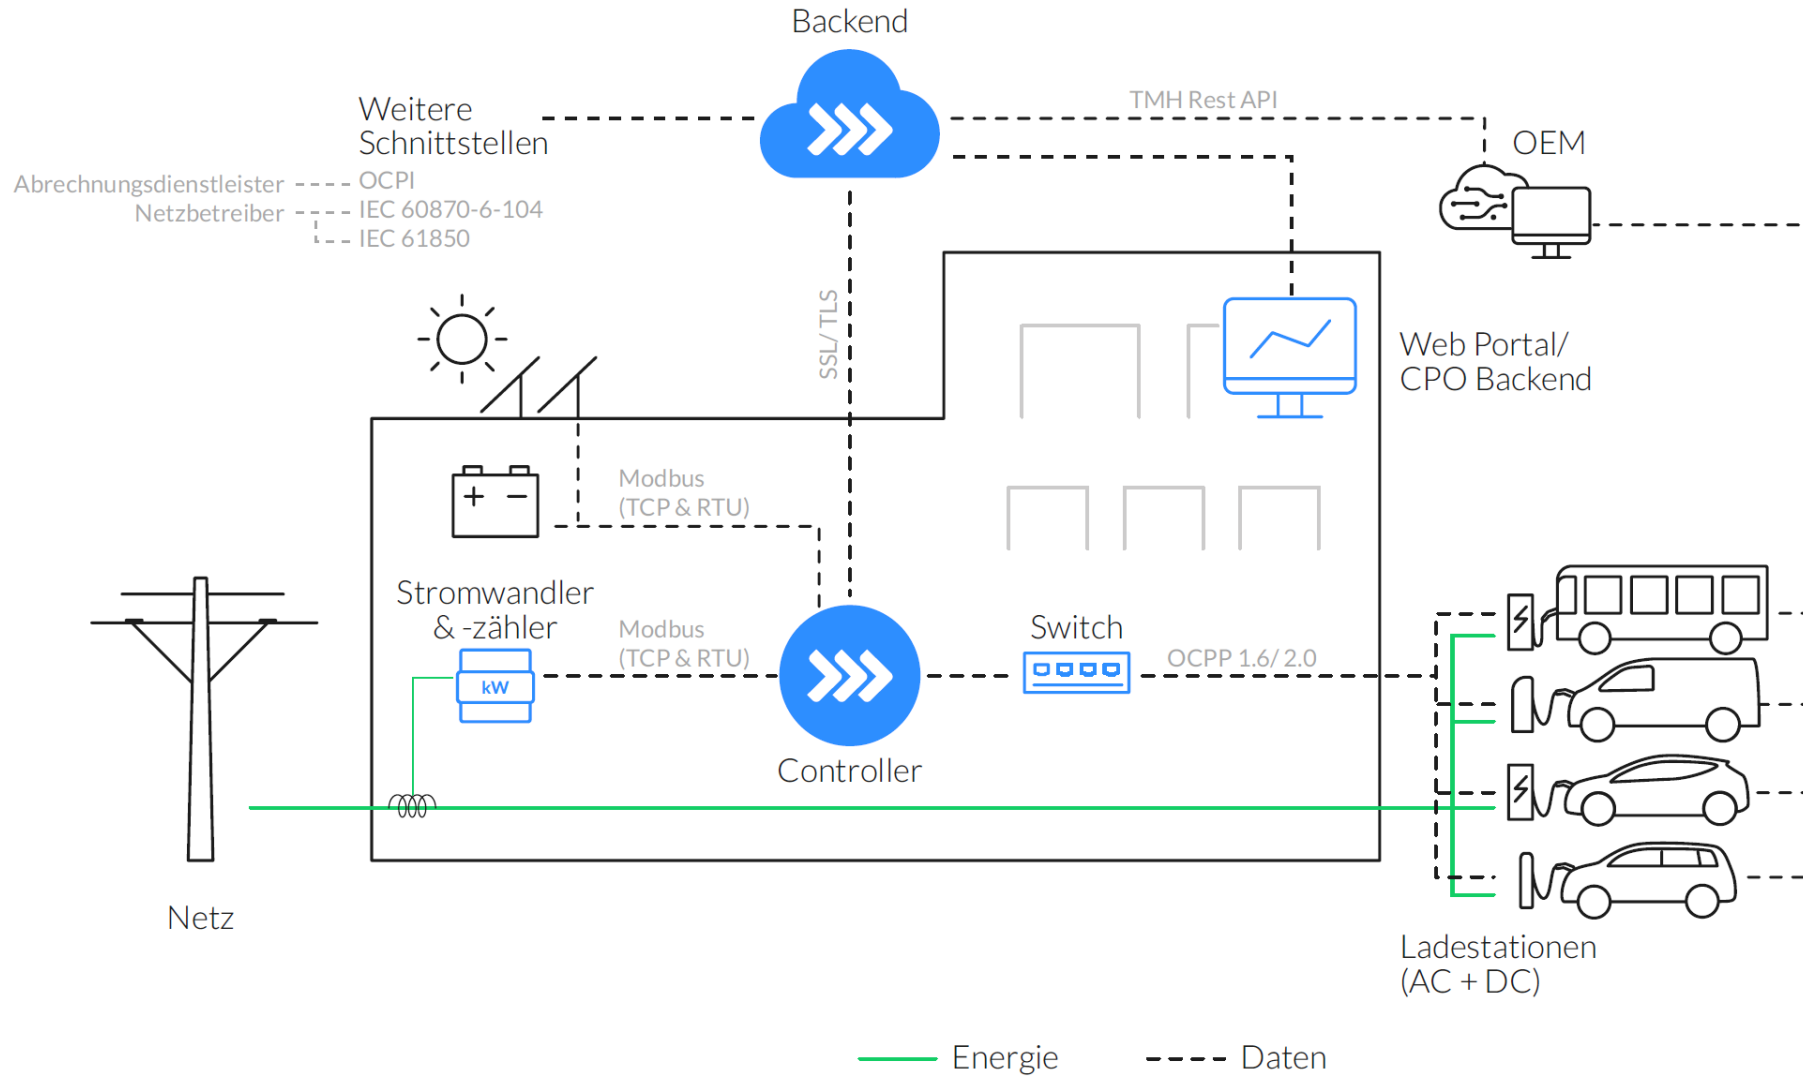 Backend
TMH Rest API
Weitere
Schnittstellen
OEM
Abrechnungsdienstleister
OCPI
Netzbetreiber
IEC 60870-6-104
IEC 61850
SSL/ TLS
Web Portal/
CPO Backend
Modbus
(TCP & RTU)
+ −
Stromwandler
& -zähler
Modbus
(TCP & RTU)
Switch
OCPP 1.6/ 2.0
kW
Controller
Netz
Ladestationen
(AC + DC)
Energie
Daten